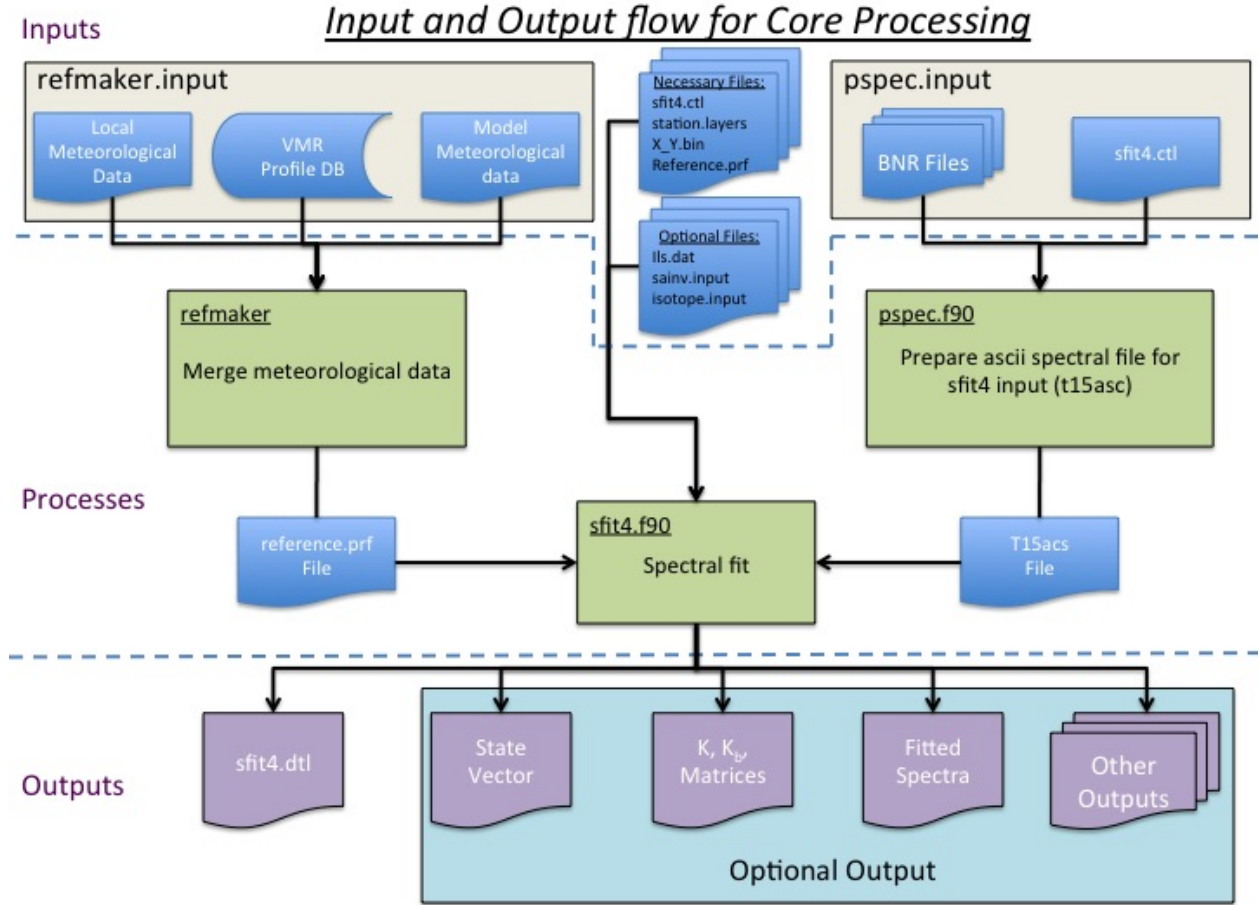 Input and Output flow for Core Processing
Inputs
refmaker.input
Local
Meteorological
Data
VMR
Profile DB
Model
Meteorological
data
Necessary Files:
sfit4.ctl
station.layers
X_Y.bin
Reference.prf
Optional Files:
Ils.dat
sainv.input
isotope.input
pspec.input
BNR Files
sfit4.ctl
refmaker
Merge meteorological data
pspec.f90
Prepare ascii spectral file for
sfit4 input (t15asc)
Processes
reference.prf
File
sfit4.f90
Spectral fit
T15acs
File
Outputs
sfit4.dtl
State
Vector
K, Kb,
Matrices
Fitted
Spectra
Other
Outputs
Optional Output